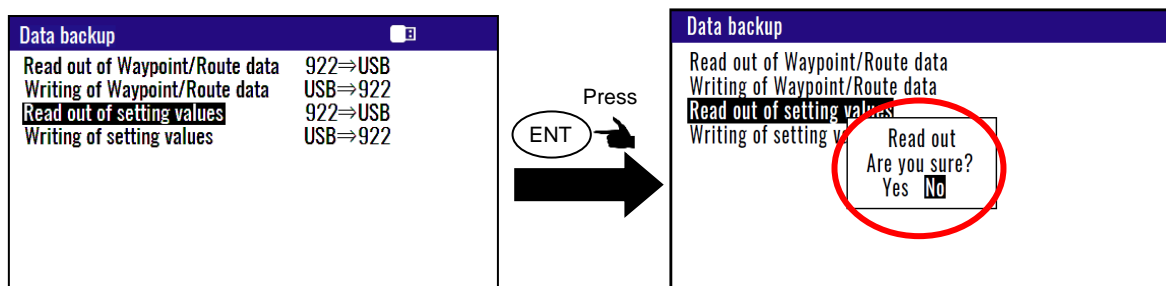 Data backup
Read out of Waypoint/Route data 922⇒USB
Writing of Waypoint/Route data USB⇒922
Read out of setting values 922⇒USB
Writing of setting values USB⇒922
Press
ENT
Data backup
Read out of Waypoint/Route data
Writing of Waypoint/Route data
Read out of setting values
Writing of setting
Read out
Are you sure?
Yes No